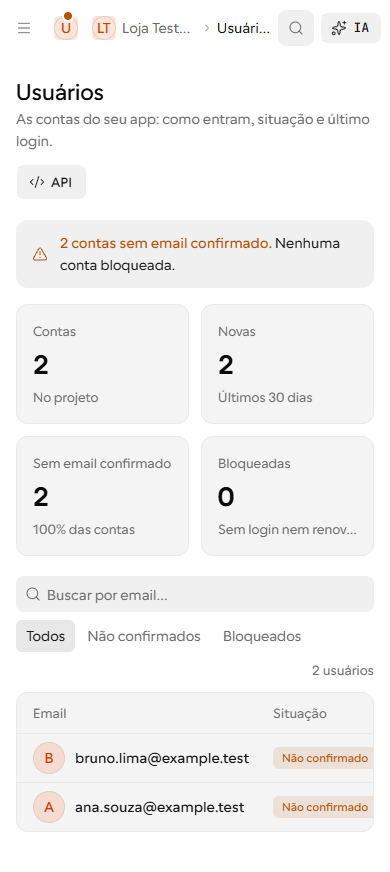 U LT Loja Test... Usuári... IA
Usuários
As contas do seu app: como entram, situação e último
login.
</> API
2 contas sem email confirmado. Nenhuma
conta bloqueada.
Contas
2
No projeto
Novas
2
Últimos 30 dias
Sem email confirmado
2
100% das contas
Bloqueadas
0
Sem login nem renov...
Buscar por email...
Todos Não confirmados Bloqueados
2 usuários
Email Situação
B bruno.lima@example.test Não confirmado
A ana.souza@example.test Não confirmado